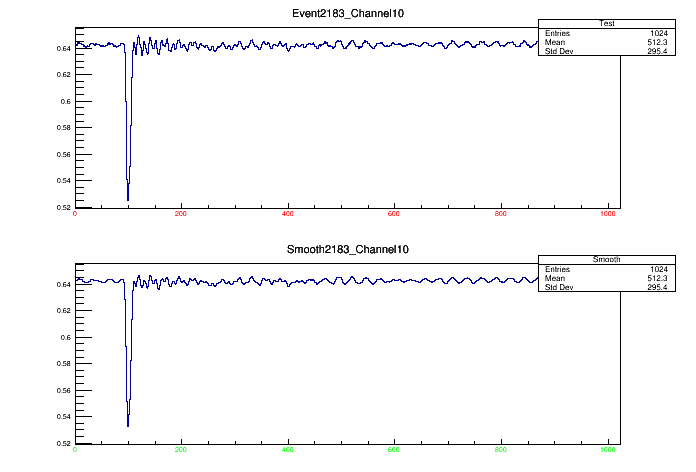 Event2183_Channel10
Test
Entries 1024
Mean 512.3
Std Dev 295.4
0.64
0.62
0.6
0.58
0.56
0.54
0.52
0 200 400 600 800 1000
Smooth2183_Channel10
Smooth
Entries 1024
Mean 512.3
Std Dev 295.4
0.64
0.62
0.6
0.58
0.56
0.54
0.52
0 200 400 600 800 1000